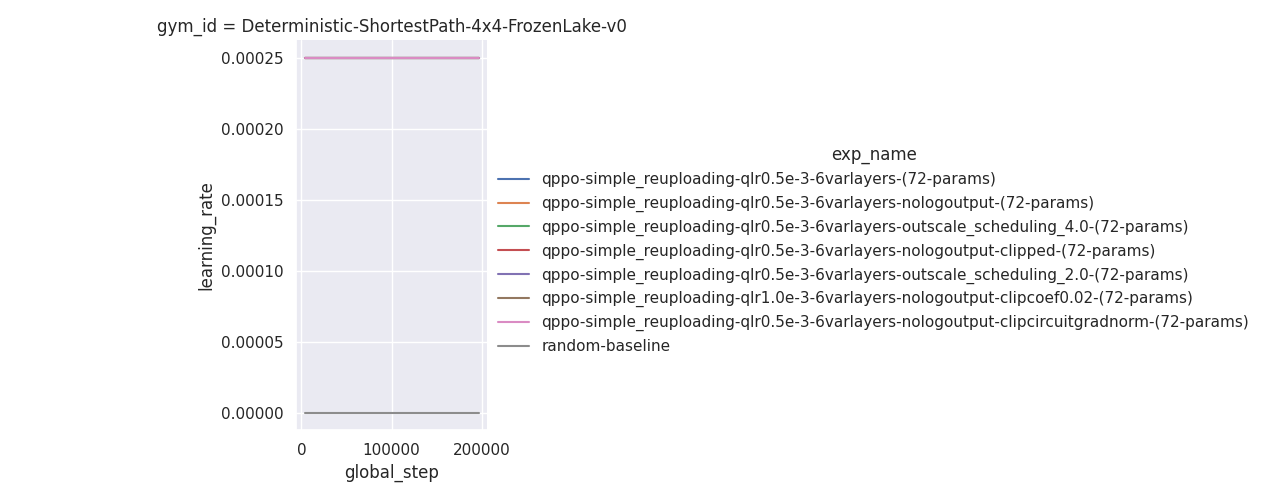 gym_id = Deterministic-ShortestPath-4x4-FrozenLake-v0
0.00025
0.00020
0.00015
0.00010
0.00005
0.00000
learning_rate
0
100000
200000
global_step
exp_name
qppo-simple_reuploading-qlr0.5e-3-6varlayers-(72-params)
qppo-simple_reuploading-qlr0.5e-3-6varlayers-nologoutput-(72-params)
qppo-simple_reuploading-qlr0.5e-3-6varlayers-outscale_scheduling_4.0-(72-params)
qppo-simple_reuploading-qlr0.5e-3-6varlayers-nologoutput-clipped-(72-params)
qppo-simple_reuploading-qlr0.5e-3-6varlayers-outscale_scheduling_2.0-(72-params)
qppo-simple_reuploading-qlr1.0e-3-6varlayers-nologoutput-clipcoef0.02-(72-params)
qppo-simple_reuploading-qlr0.5e-3-6varlayers-nologoutput-clipcircuitgradnorm-(72-params)
random-baseline